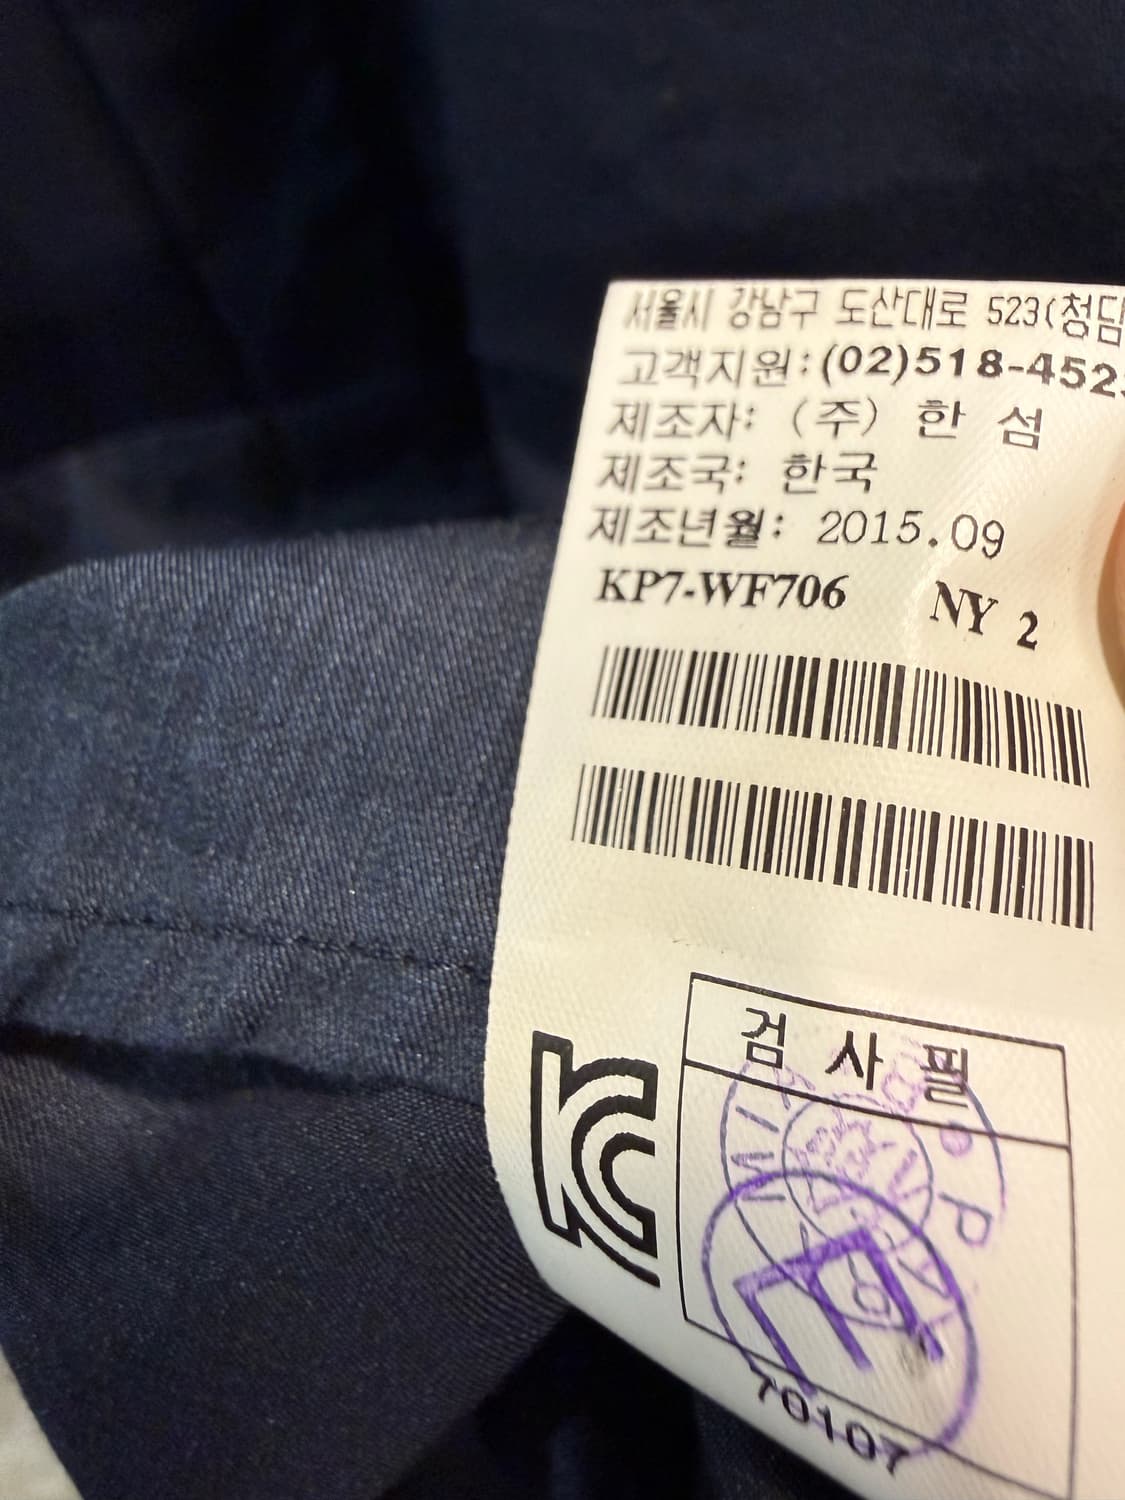 서울시 강남구 도산대로 523(청담
고객지원:(02)518-452
제조자: (주) 한 섬
제조국: 한국
제조년월: 2015.09
KP7-WF706 NY 2
검 사 필
70107